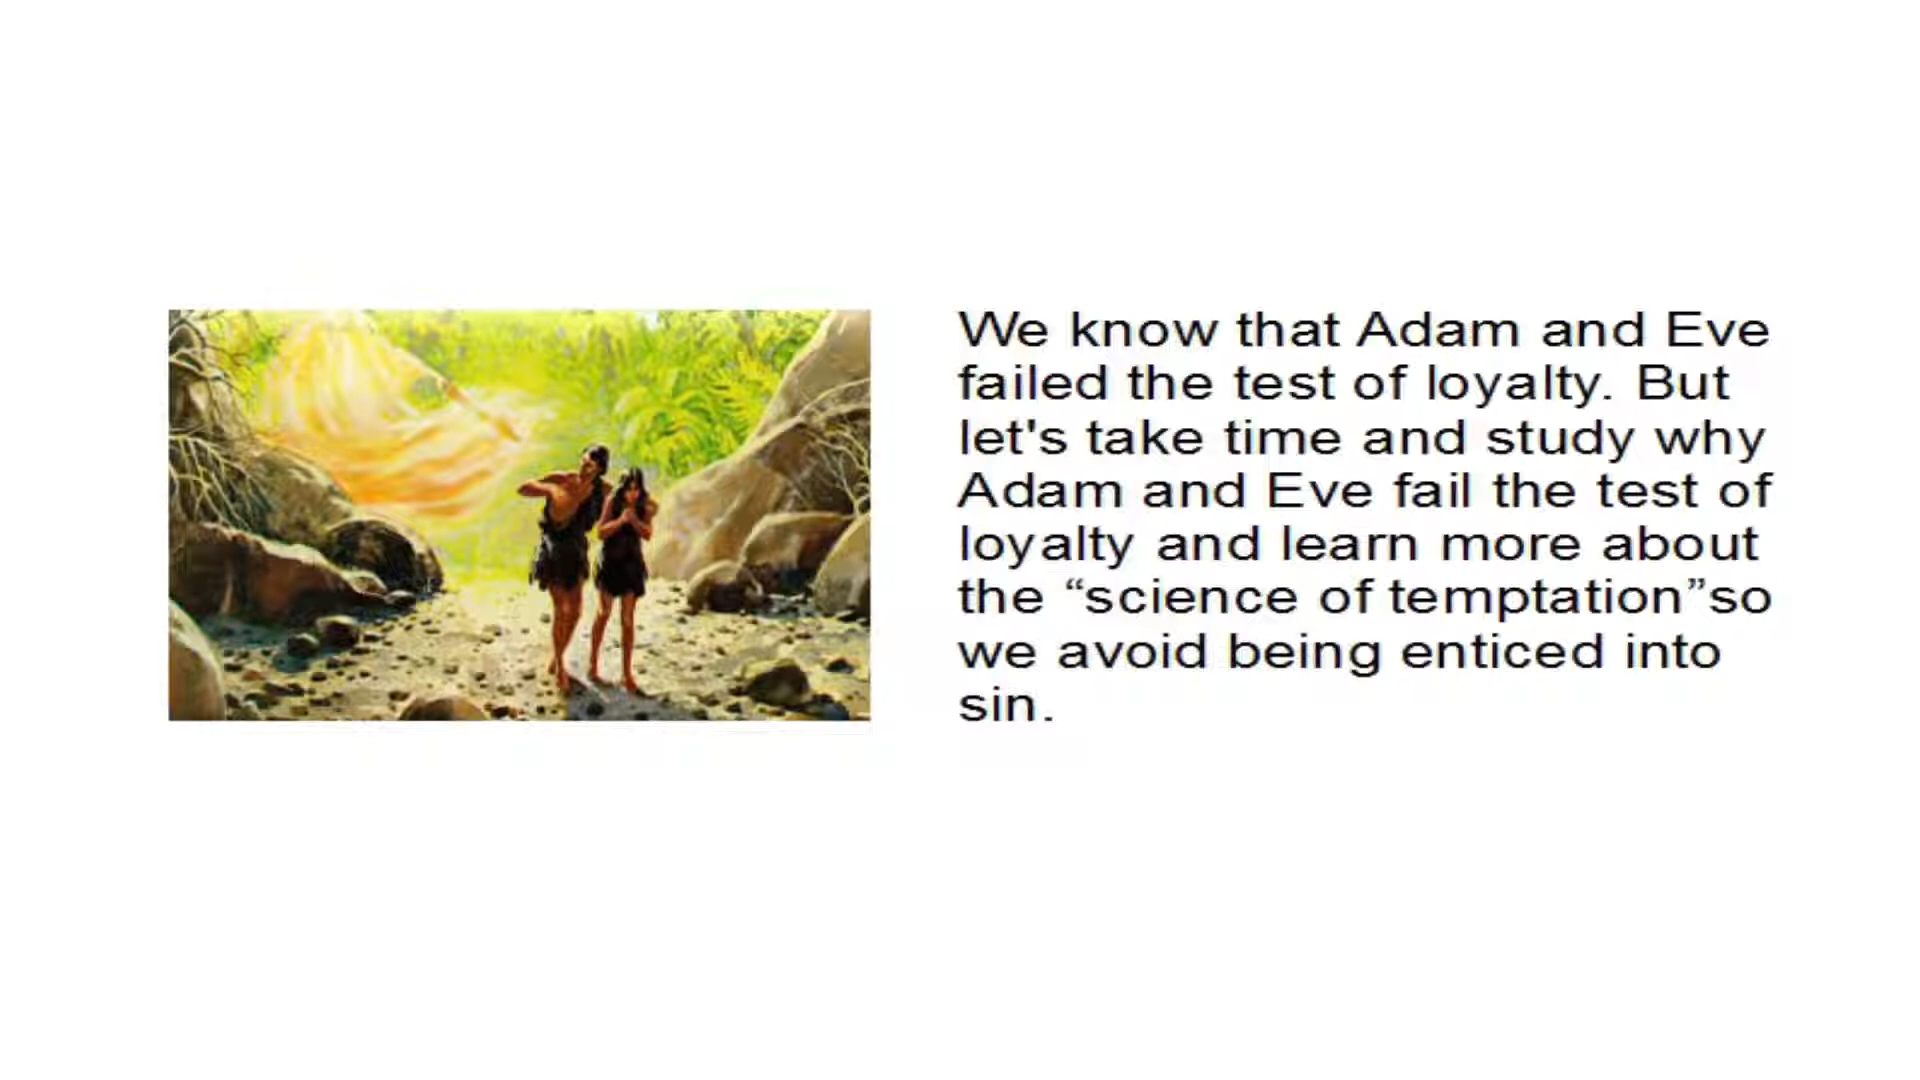 We know that Adam and Eve
failed the test of loyalty. But
let's take time and study why
Adam and Eve fail the test of
loyalty and learn more about
the “science of temptation”so
we avoid being enticed into
sin.